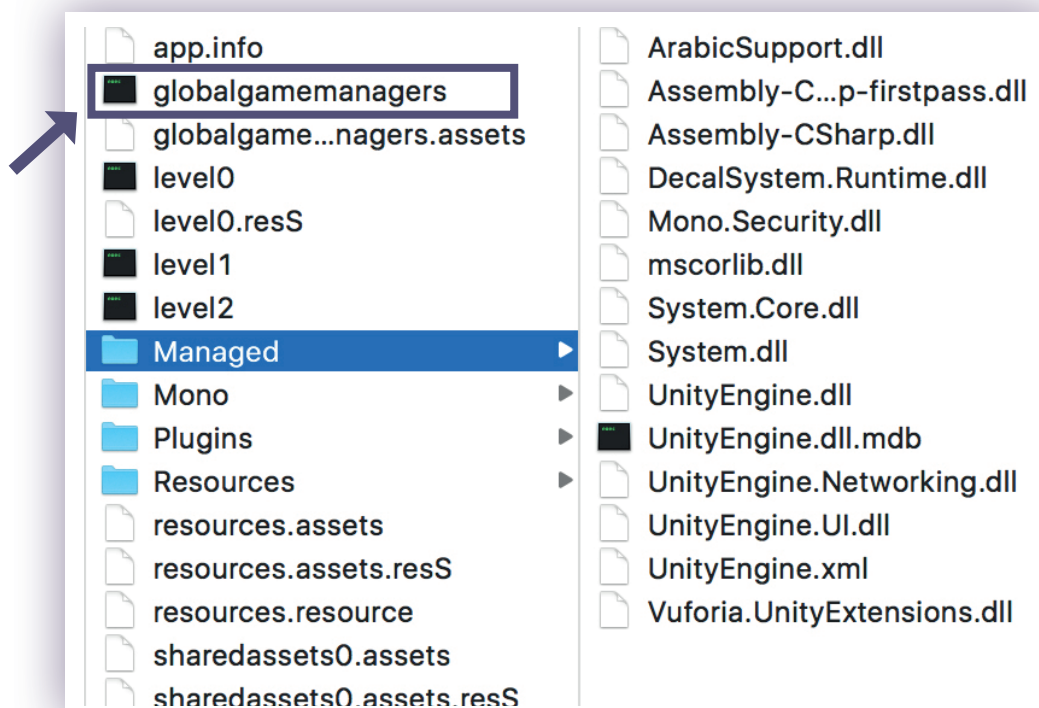 app.info
globalgamemanagers
globalgame...nagers.assets
level0
level0.resS
level1
level2
Managed
Mono
Plugins
Resources
resources.assets
resources.assets.resS
resources.resource
sharedassets0.assets
sharedassets0.assets.resS
ArabicSupport.dll
Assembly-C...p-firstpass.dll
Assembly-CSharp.dll
DecalSystem.Runtime.dll
Mono.Security.dll
mscorlib.dll
System.Core.dll
System.dll
UnityEngine.dll
UnityEngine.dll.mdb
UnityEngine.Networking.dll
UnityEngine.UI.dll
UnityEngine.xml
Vuforia.UnityExtensions.dll